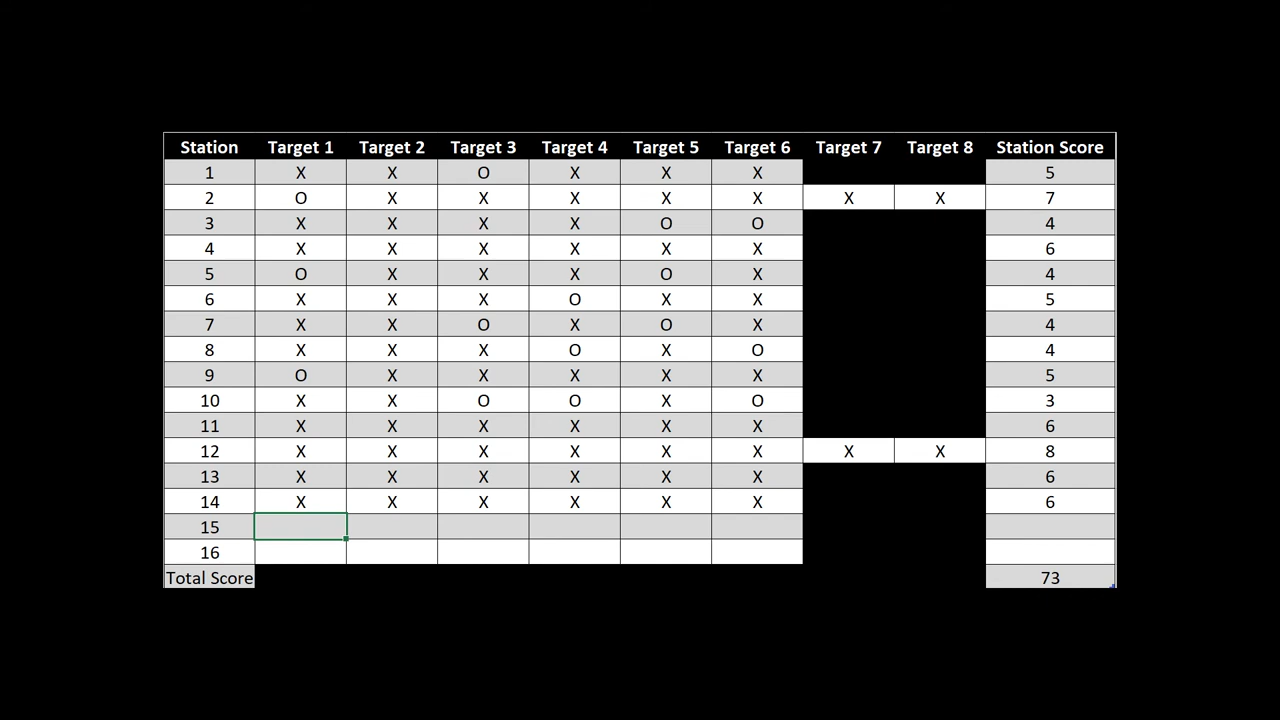 Station Target 1 Target 2 Target 3 Target 4 Target 5 Target 6 Target 7 Target 8 Station Score
1 X X O X X X 5
2 O X X X X X X X 7
3 X X X X O O 4
4 X X X X X X 6
5 O X X X O X 4
6 X X X O X X 5
7 X X O X O X 4
8 X X X O X O 4
9 O X X X X X 5
10 X X O O X O 3
11 X X X X X X 6
12 X X X X X X X X 8
13 X X X X X X 6
14 X X X X X X 6
15
16
Total Score 73